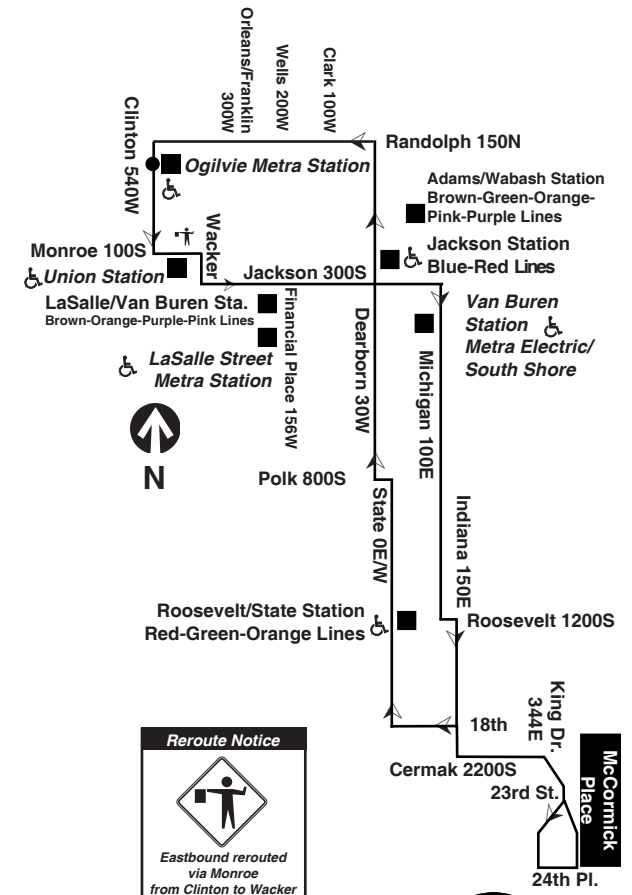 Orleans/Franklin
300W
Wells 200W
Clark 100W
Clinton 540W
Randolph 150N
Ogilvie Metra Station
Adams/Wabash Station
Brown-Green-Orange-
Pink-Purple Lines
Wacker
Monroe 100S
Jackson Station
Blue-Red Lines
Union Station
Jackson 300S
LaSalle/Van Buren Sta.
Brown-Orange-Purple-Pink Lines
Financial Place 156W
Van Buren
Station
Metra Electric/
South Shore
Dearborn 30W
Michigan 100E
LaSalle Street
Metra Station
N
Polk 800S
State 0E/W
Indiana 150E
Roosevelt/State Station
Red-Green-Orange Lines
Roosevelt 1200S
18th
King Dr.
344E
McCormick
Place
Cermak 2200S
23rd St.
24th Pl.
Reroute Notice
Eastbound rerouted
via Monroe
from Clinton to Wacker